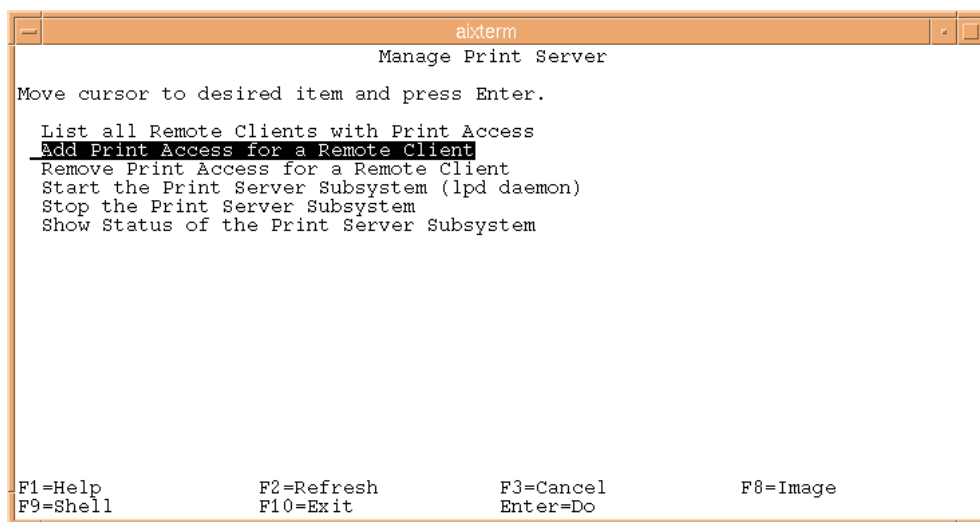 aixterm
Manage Print Server
Move cursor to desired item and press Enter.
List all Remote Clients with Print Access
Add Print Access for a Remote Client
Remove Print Access for a Remote Client
Start the Print Server Subsystem (lpd daemon)
Stop the Print Server Subsystem
Show Status of the Print Server Subsystem
F1=Help F2=Refresh F3=Cancel F8=Image
F9=Shell F10=Exit Enter=Do